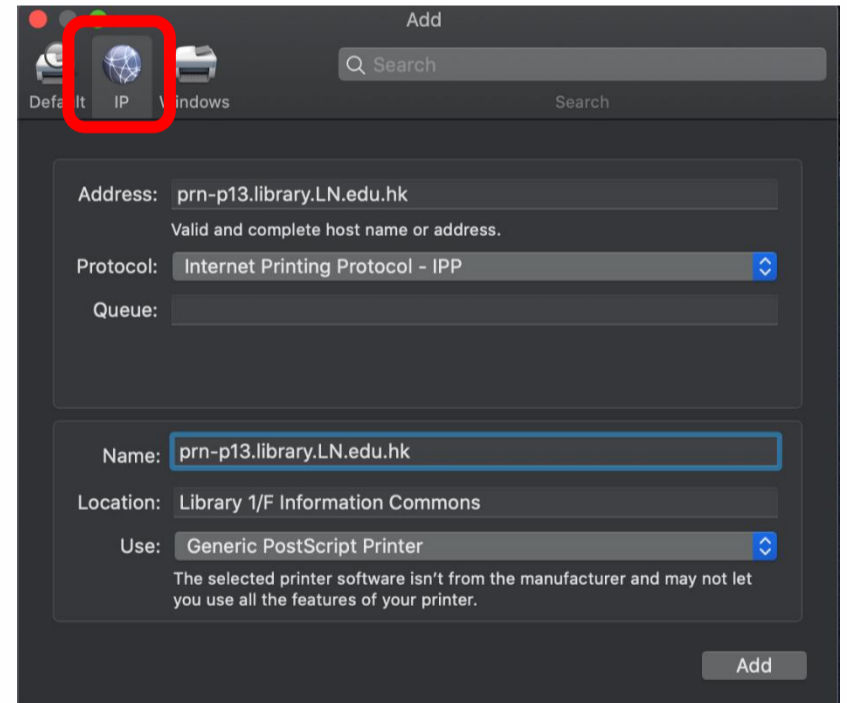 Add
Search
Default IP Windows
Search
Address: prn-p13.library.LN.edu.hk
Valid and complete host name or address.
Protocol: Internet Printing Protocol - IPP
Queue:
Name: prn-p13.library.LN.edu.hk
Location: Library 1/F Information Commons
Use: Generic PostScript Printer
The selected printer software isn't from the manufacturer and may not let
you use all the features of your printer.
Add